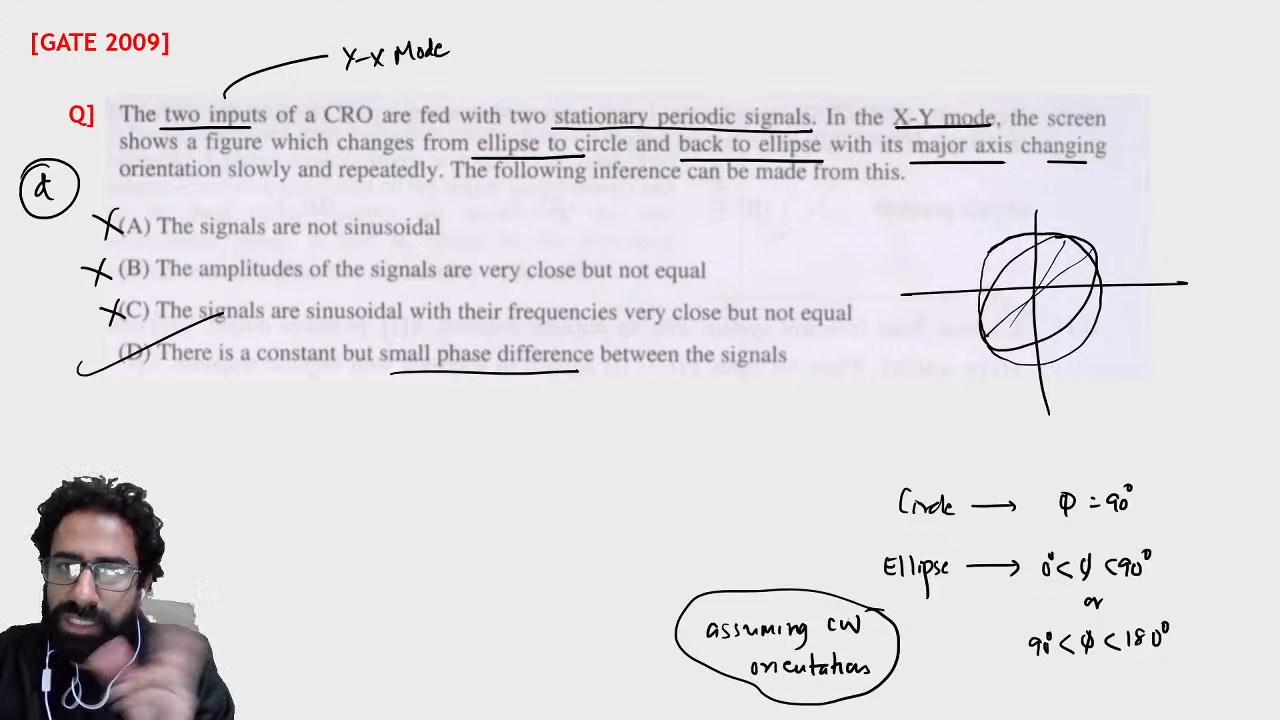 [GATE 2009]
Y-X Mode
Q] The two inputs of a CRO are fed with two stationary periodic signals. In the X-Y mode, the screen
shows a figure which changes from ellipse to circle and back to ellipse with its major axis changing
orientation slowly and repeatedly. The following inference can be made from this.
d
(A) The signals are not sinusoidal
(B) The amplitudes of the signals are very close but not equal
(C) The signals are sinusoidal with their frequencies very close but not equal
(D) There is a constant but small phase difference between the signals
Circle → φ = 90°
Ellipse → 0° < φ < 90°
or
90° < φ < 180°
assuming CW
orientation